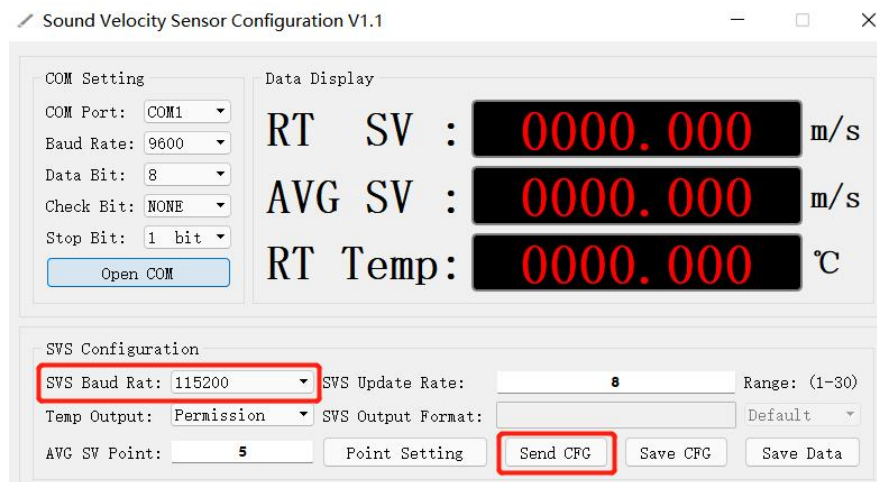 Sound Velocity Sensor Configuration V1.1
COM Setting
COM Port: COM1
Baud Rate: 9600
Data Bit: 8
Check Bit: NONE
Stop Bit: 1 bit
Open COM
Data Display
RT SV : 0000.000 m/s
AVG SV : 0000.000 m/s
RT Temp: 0000.000 ℃
SVS Configuration
SVS Baud Rat: 115200 SVS Update Rate: 8 Range: (1-30)
Temp Output: Permission SVS Output Format: Default
AVG SV Point: 5 Point Setting Send CFG Save CFG Save Data